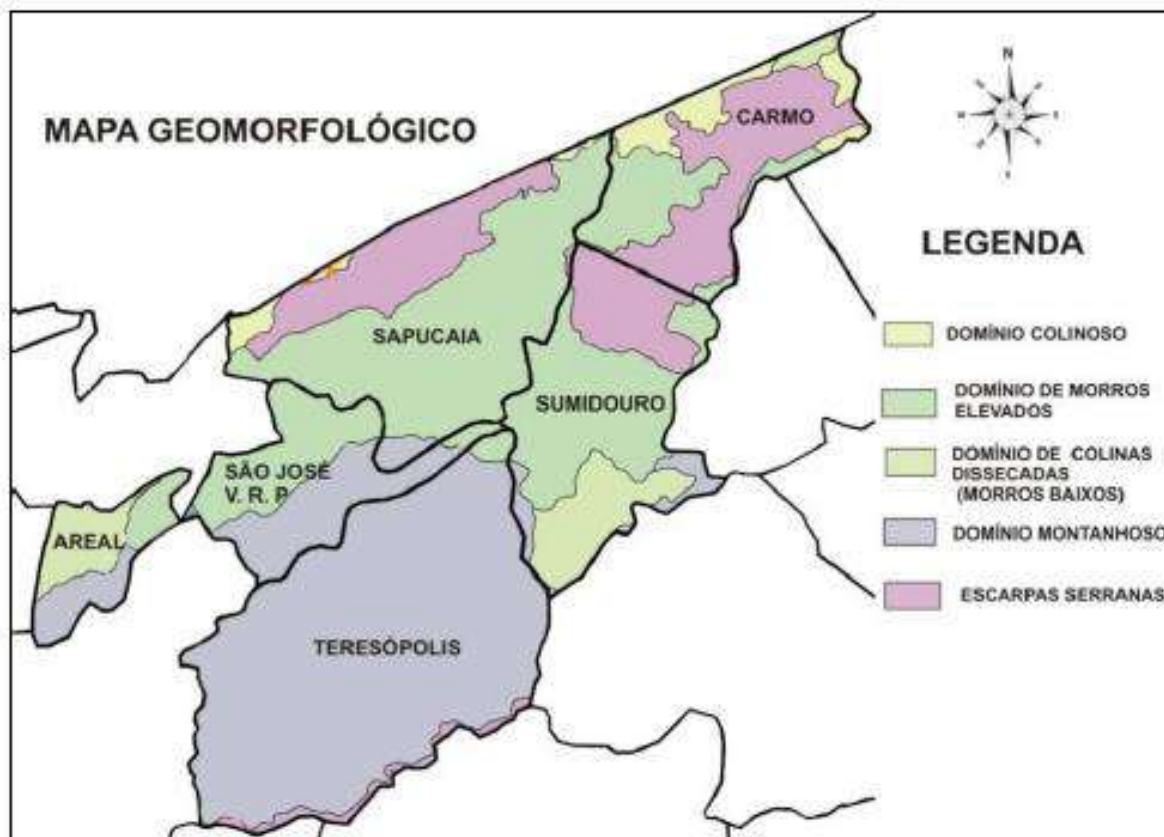 MAPA GEOMORFOLÓGICO
N
CARMO
SAPUCAIA
SUMIDOURO
SÃO JOSÉ
V. R. P.
AREAL
TERESÓPOLIS
LEGENDA
DOMÍNIO COLINOSO
DOMÍNIO DE MORROS
ELEVADOS
DOMÍNIO DE COLINAS
DISSECADAS
(MORROS BAIXOS)
DOMÍNIO MONTANHOSO
ESCARPAS SERRANAS